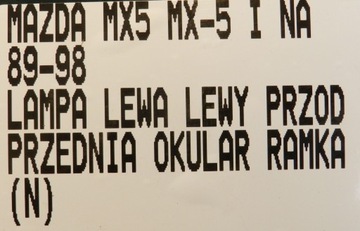 MAZDA MX5 MX-5 I NA
89-98
LAMPA LEWA LEWY PRZOD
PRZEDNIA OKULAR RAMKA
(N)